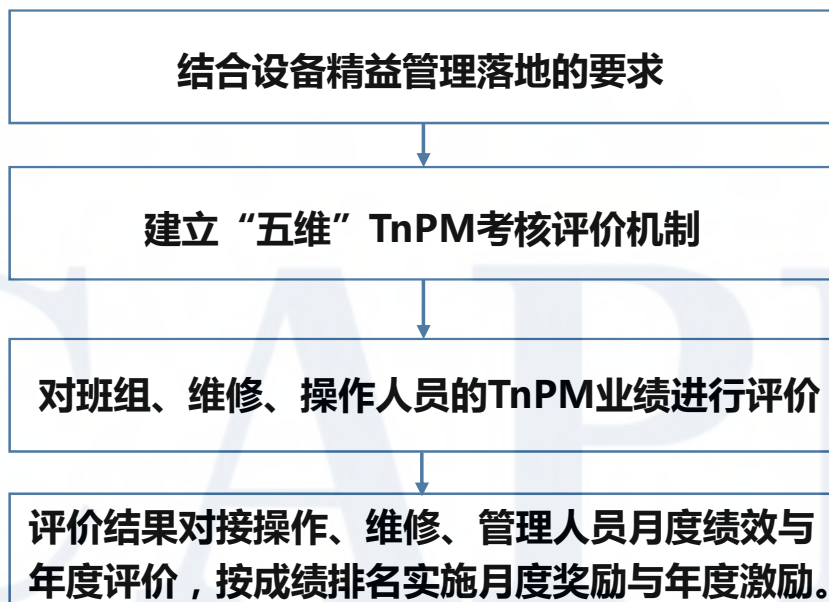 结合设备精益管理落地的要求
建立“五维”TnPM考核评价机制
对班组、维修、操作人员的TnPM业绩进行评价
评价结果对接操作、维修、管理人员月度绩效与
年度评价，按成绩排名实施月度奖励与年度激励。